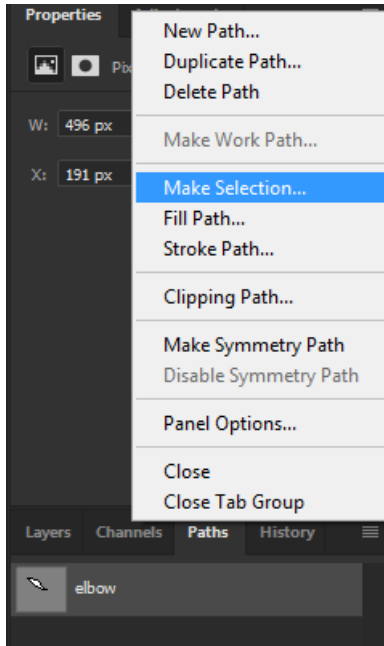 Properties
New Path...
Duplicate Path...
Delete Path
Make Work Path...
Make Selection...
Fill Path...
Stroke Path...
Clipping Path...
Make Symmetry Path
Disable Symmetry Path
Panel Options...
Close
Close Tab Group
W: 496 px
X: 191 px
Layers Channels Paths History
elbow